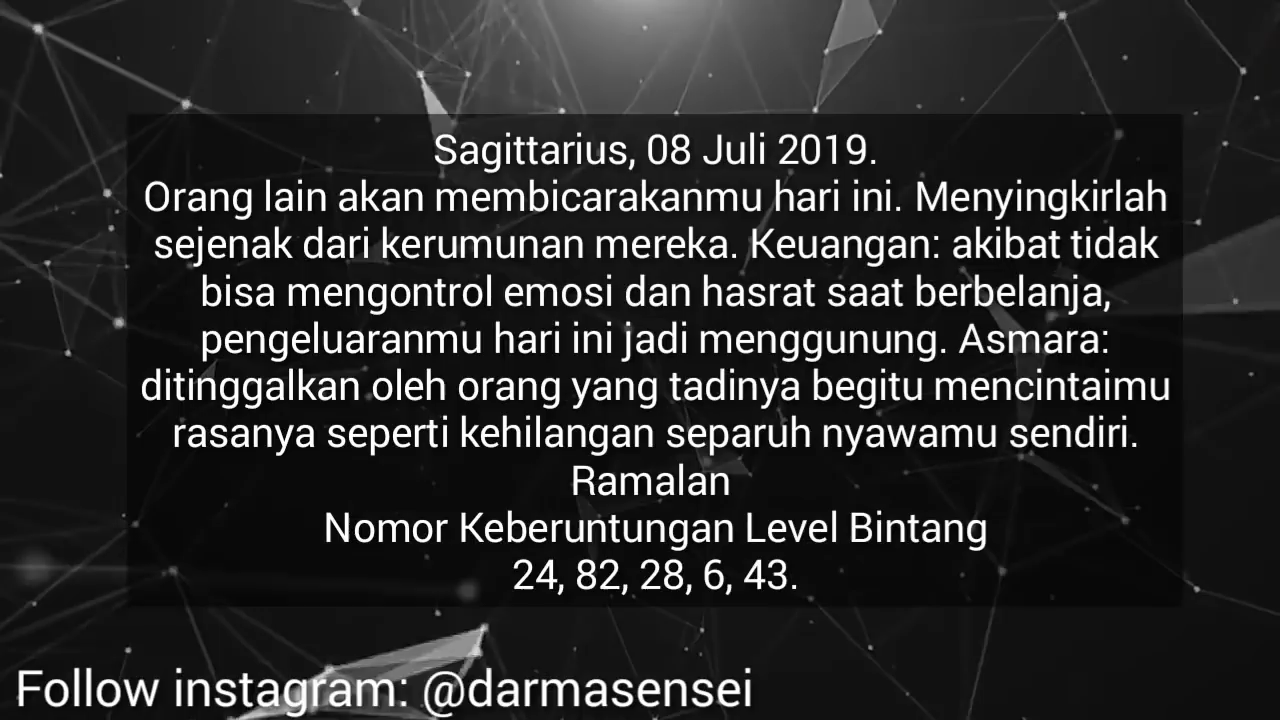 Sagittarius, 08 Juli 2019.
Orang lain akan membicarakanmu hari ini. Menyingkirlah
sejenak dari kerumunan mereka. Keuangan: akibat tidak
bisa mengontrol emosi dan hasrat saat berbelanja,
pengeluaranmu hari ini jadi menggunung. Asmara:
ditinggalkan oleh orang yang tadinya begitu mencintaimu
rasanya seperti kehilangan separuh nyawamu sendiri.
Ramalan
Nomor Keberuntungan Level Bintang
24, 82, 28, 6, 43.
Follow instagram: @darmasensei